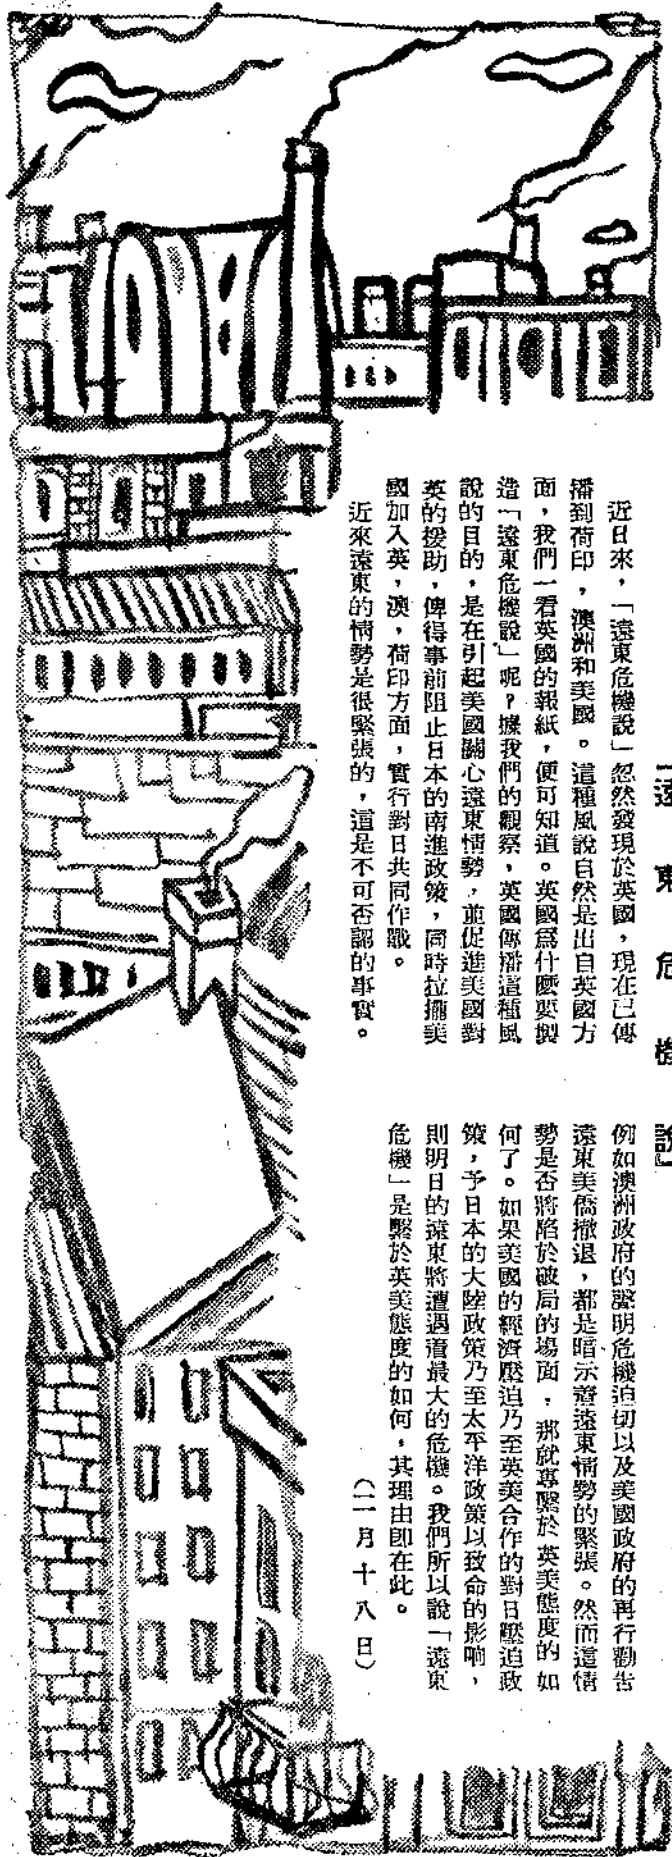 「遠東危機說」
近日來，「遠東危機說」忽然發現於英國，現在已傳
播到荷印，澳洲和美國。這種風說自然是出自英國方
面，我們一看英國的報紙，便可知道。英國爲什麼要製
造「遠東危機說」呢？據我們的觀察，英國傳播這種風
說的目的，是在引起美國關心遠東情勢，並促進美國對
英的援助，俾得事前阻止日本的南進政策，同時拉攏美
國加入英，澳，荷印方面，實行對日共同作戰。
近來遠東的情勢是很緊張的，這是不可否認的事實。
例如澳洲政府的聲明危機迫切以及美國政府的再行勸告
遠東美僑撤退，都是暗示着遠東情勢的緊張。然而這情
勢是否將陷於破局的塲面，那就專繫於英美態度的如
何了。如果美國的經濟壓迫乃至英美合作的對日壓迫政
策，予日本的大陸政策乃至太平洋政策以致命的影响，
則明日的遠東將遭遇着最大的危機。我們所以說「遠東
危機」是繫於英美態度的如何，其理由卽在此。
（二月十八日）